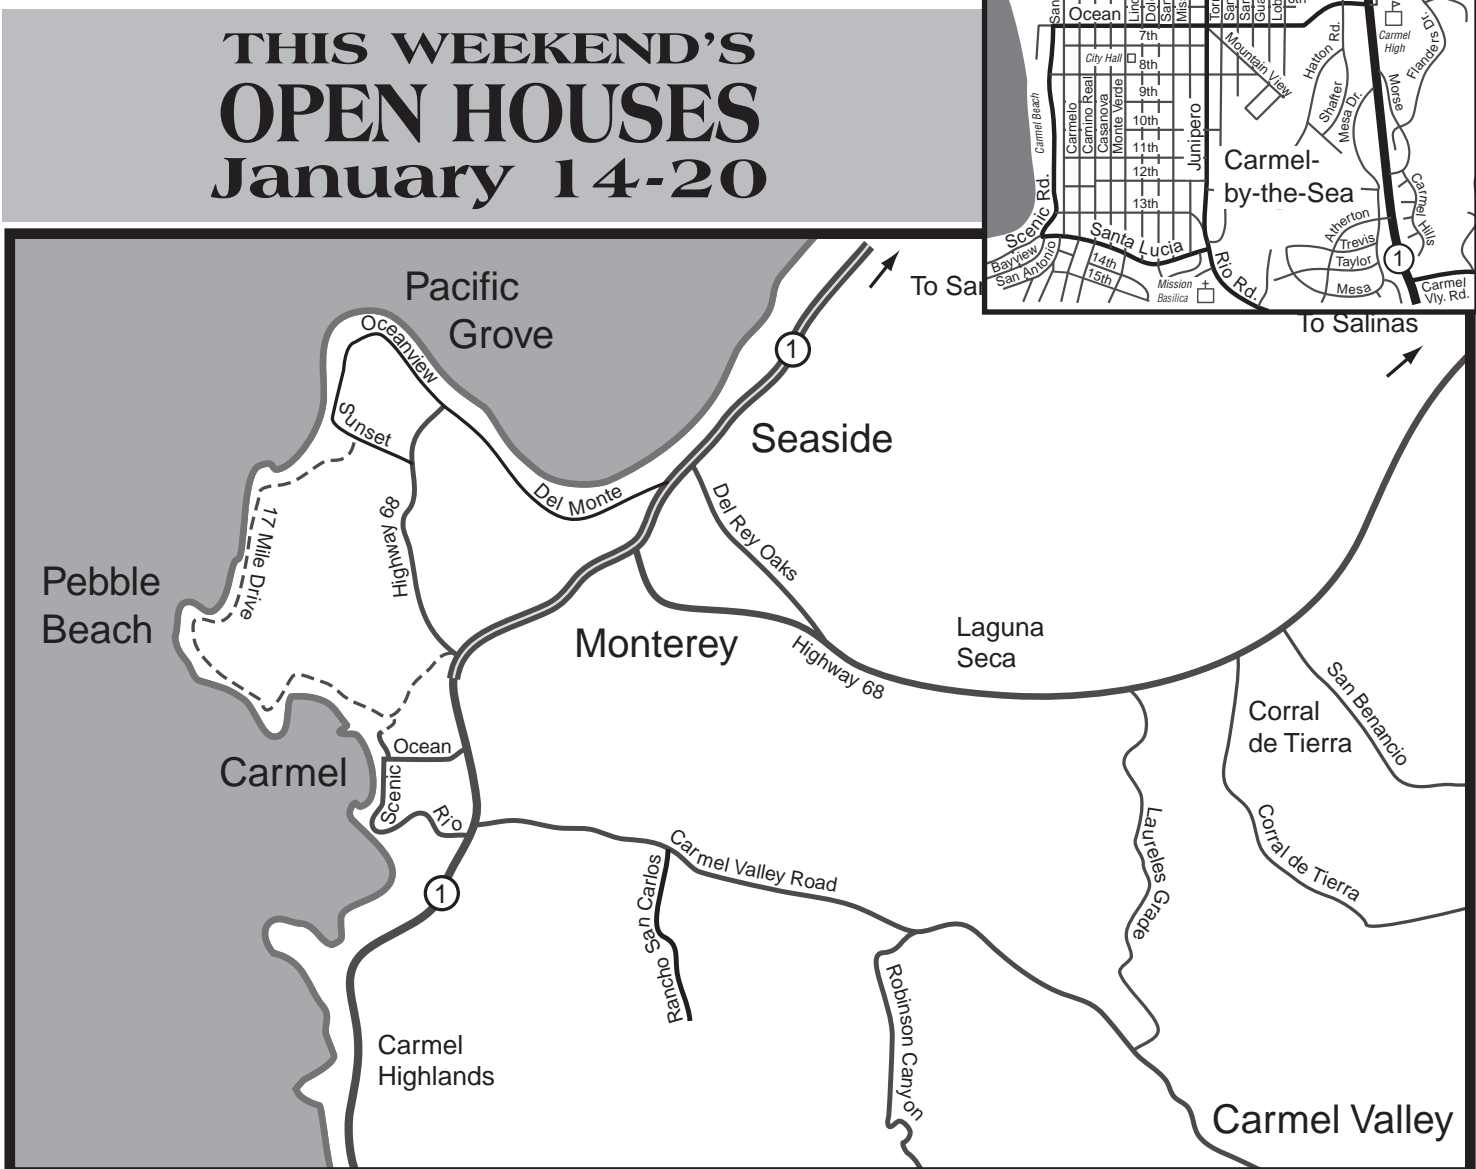 THIS WEEKEND'S
OPEN HOUSES
January 14-20
Ocean
7th
City Hall
8th
9th
10th
11th
12th
13th
14th
15th
Carmel Beach
Scenic Rd.
Carmelo
Camino Real
Casanova
Monte Verde
Junipero
Mountain View
Hatton Rd.
Shafter
Mesa Dr.
Morse
Carmel
High
Flanders Dr.
Carmel-
by-the-Sea
Carmel Hills
Atherton
Trevis
Taylor
Mesa
1
Carmel
Vly. Rd.
Santa Lucia
Rio Rd.
Bayview
San Antonio
Mission
Basilica
To Salinas
Pacific
Grove
Oceanview
Sunset
1
Seaside
Del Monte
Del Rey Oaks
Highway 68
17 Mile Drive
Pebble
Beach
Monterey
Highway 68
Laguna
Seca
San Benancio
Corral
de Tierra
Corral de Tierra
Laureles Grade
Carmel
Ocean
Scenic
Rio
1
Carmel Valley Road
Rancho San Carlos
Robinson Canyon
Carmel
Highlands
Carmel Valley